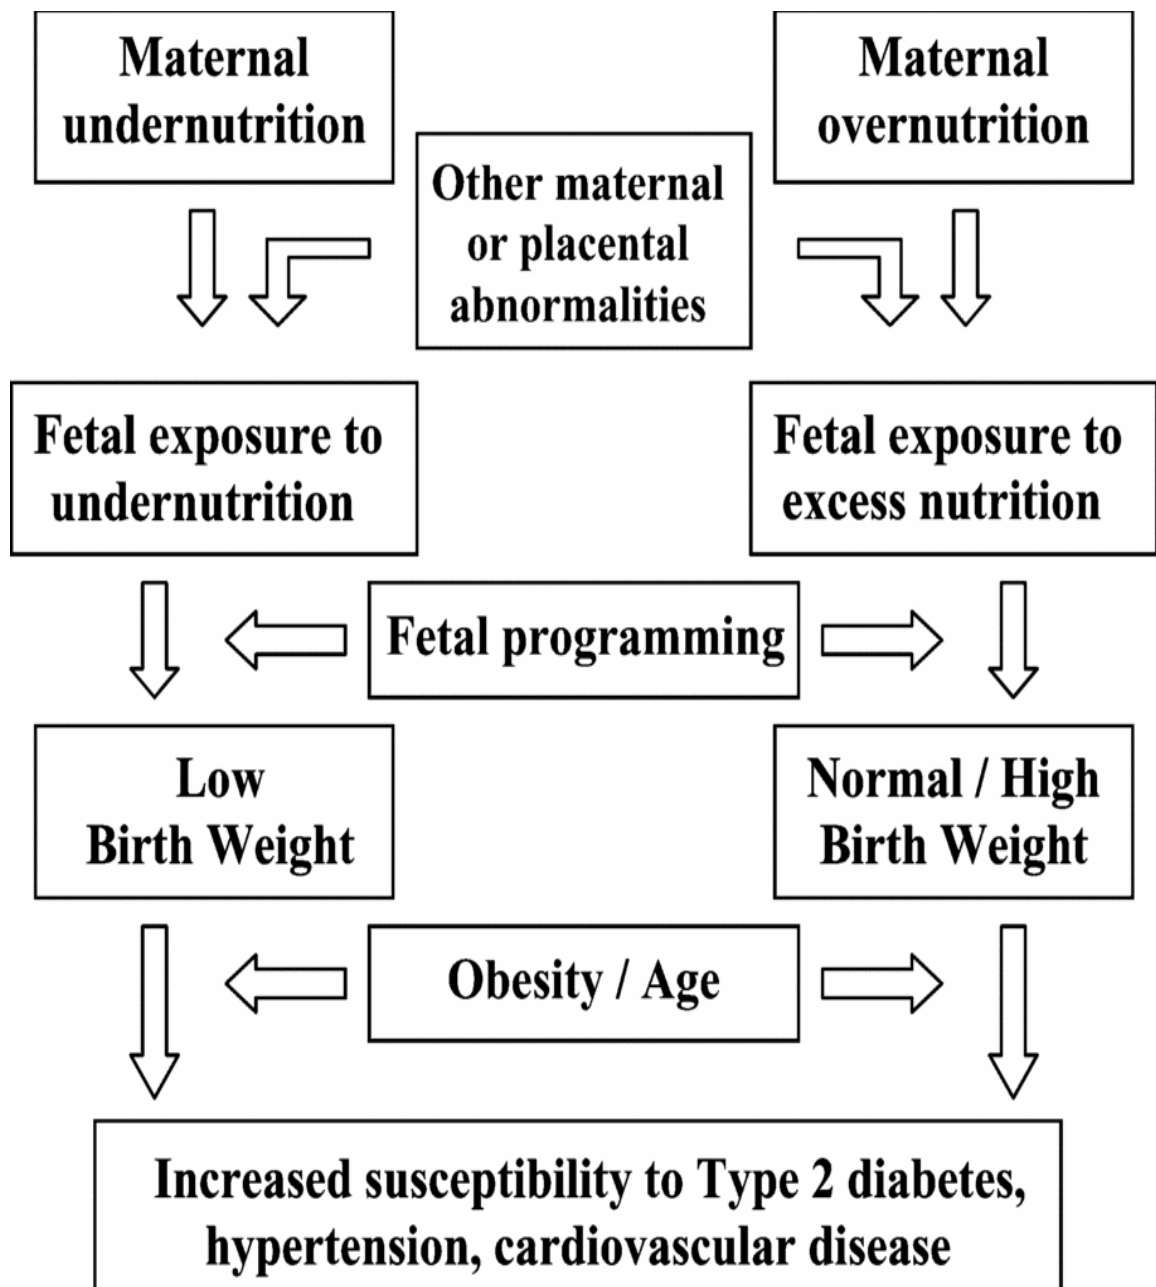 Maternal
undernutrition
Maternal
overnutrition
Other maternal
or placental
abnormalities
Fetal exposure to
undernutrition
Fetal exposure to
excess nutrition
Fetal programming
Low
Birth Weight
Normal / High
Birth Weight
Obesity / Age
Increased susceptibility to Type 2 diabetes,
hypertension, cardiovascular disease